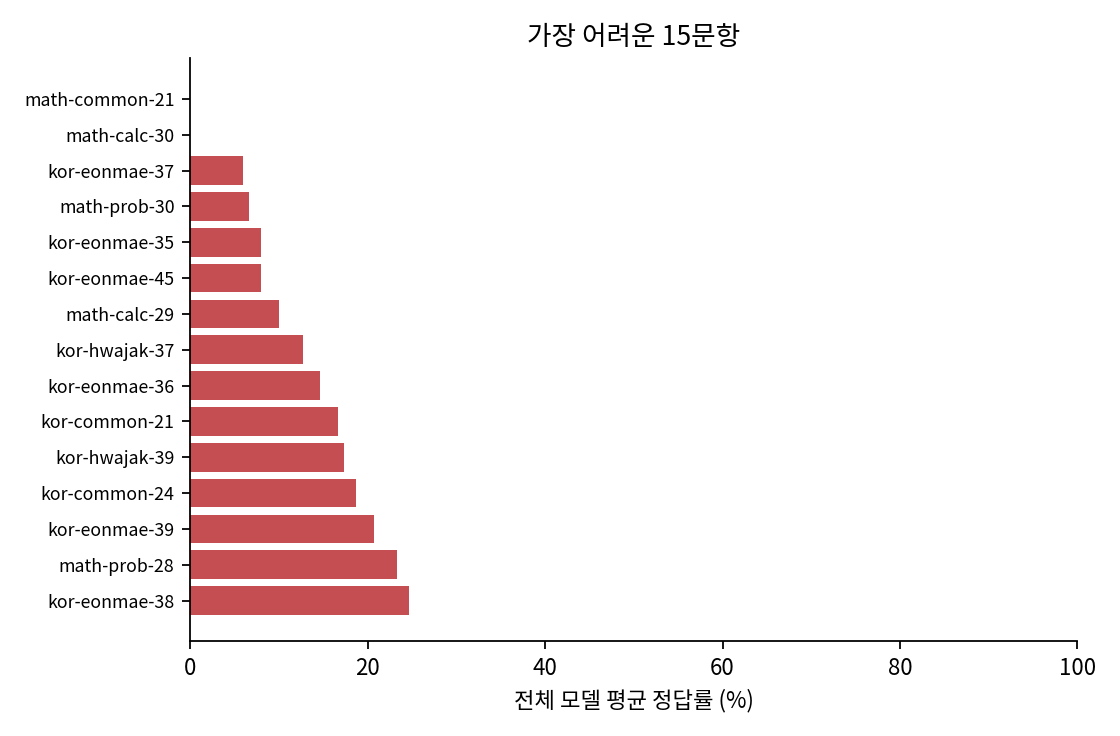 가장 어려운 15문항
math-common-21
math-calc-30
kor-eonmae-37
math-prob-30
kor-eonmae-35
kor-eonmae-45
math-calc-29
kor-hwajak-37
kor-eonmae-36
kor-common-21
kor-hwajak-39
kor-common-24
kor-eonmae-39
math-prob-28
kor-eonmae-38
0 20 40 60 80 100
전체 모델 평균 정답률 (%)